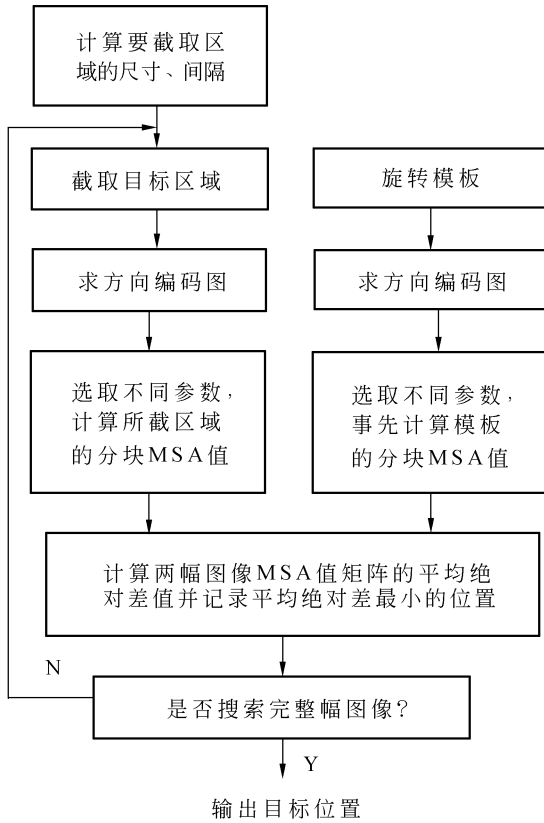 计算要截取区
域的尺寸、间隔
截取目标区域
旋转模板
求方向编码图
求方向编码图
选取不同参数，
计算所截区域
的分块MSA值
选取不同参数，
事先计算模板
的分块MSA值
计算两幅图像MSA值矩阵的平均绝
对差值并记录平均绝对差最小的位置
N
是否搜索完整幅图像？
Y
输出目标位置